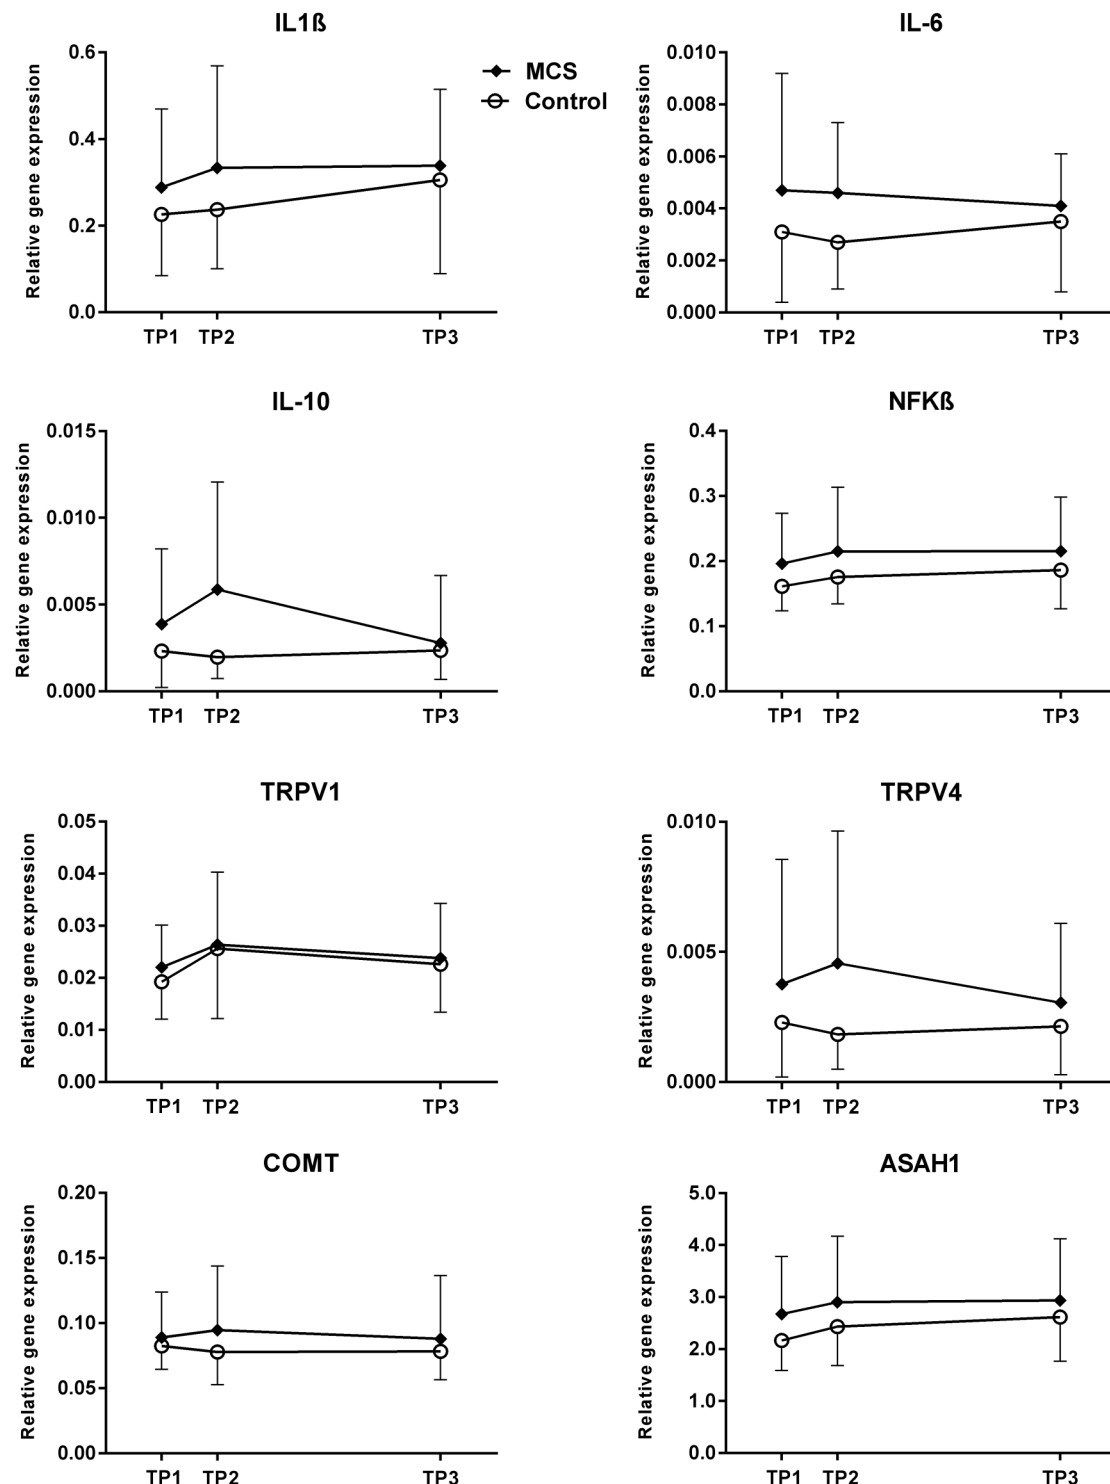 IL1ß
Relative gene expression
0.6
0.4
0.2
0.0
TP1 TP2 TP3
MCS
Control
IL-6
Relative gene expression
0.010
0.008
0.006
0.004
0.002
0.000
TP1 TP2 TP3
IL-10
Relative gene expression
0.015
0.010
0.005
0.000
TP1 TP2 TP3
NFKß
Relative gene expression
0.4
0.3
0.2
0.1
0.0
TP1 TP2 TP3
TRPV1
Relative gene expression
0.05
0.04
0.03
0.02
0.01
0.00
TP1 TP2 TP3
TRPV4
Relative gene expression
0.010
0.005
0.000
TP1 TP2 TP3
COMT
Relative gene expression
0.20
0.15
0.10
0.05
0.00
TP1 TP2 TP3
ASAH1
Relative gene expression
5.0
4.0
3.0
2.0
1.0
0.0
TP1 TP2 TP3